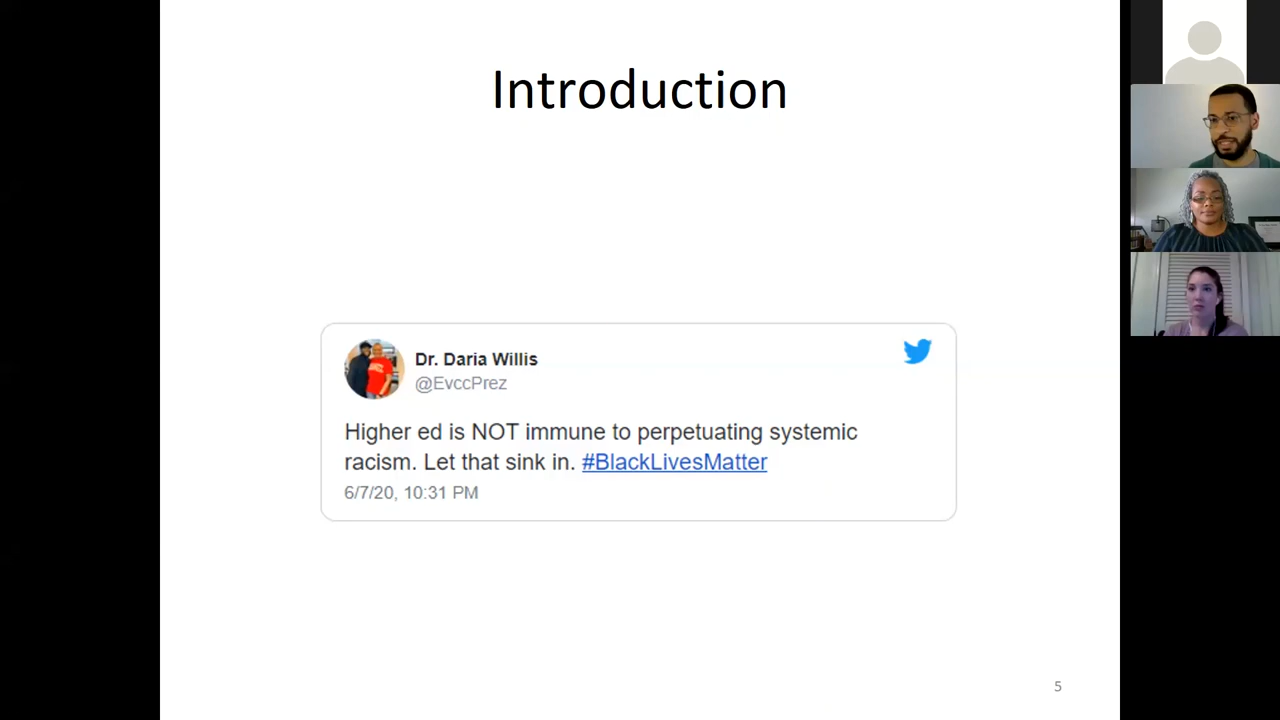 Introduction
Dr. Daria Willis
@EvccPrez
Higher ed is NOT immune to perpetuating systemic
racism. Let that sink in. #BlackLivesMatter
6/7/20, 10:31 PM
5